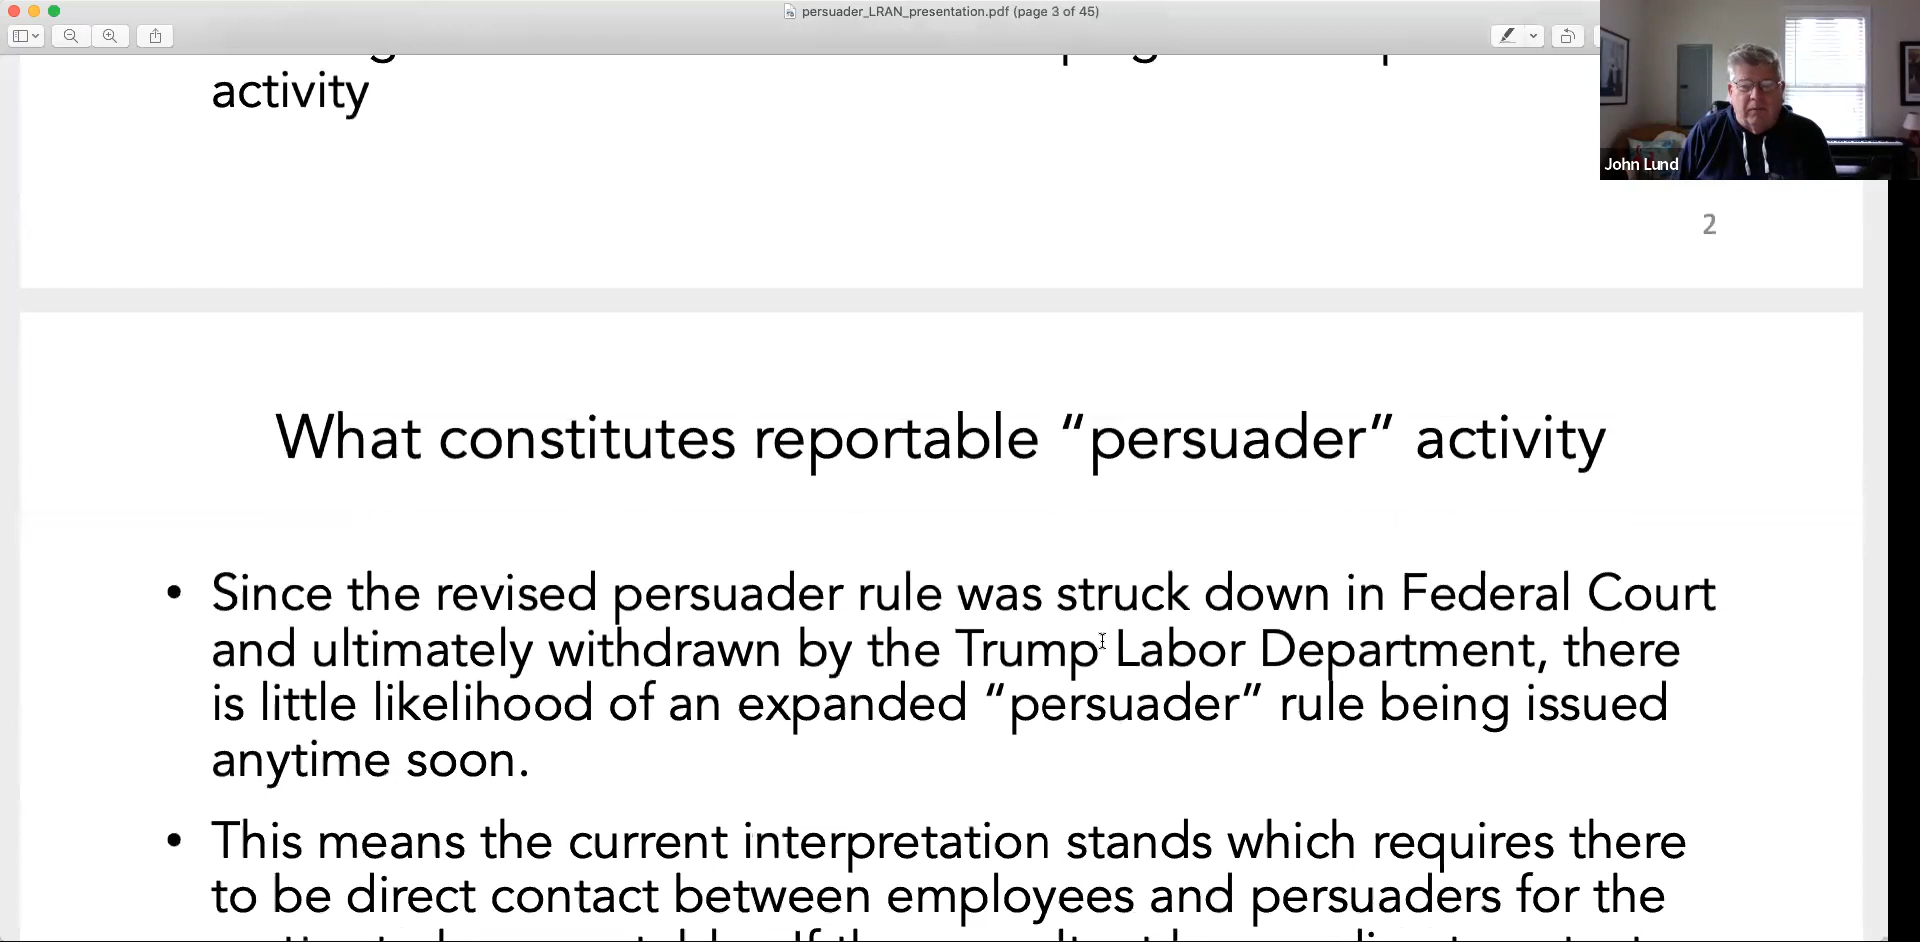 persuader_LRAN_presentation.pdf (page 3 of 45)
activity
John Lund
2
What constitutes reportable “persuader” activity
• Since the revised persuader rule was struck down in Federal Court
and ultimately withdrawn by the Trump Labor Department, there
is little likelihood of an expanded “persuader” rule being issued
anytime soon.
• This means the current interpretation stands which requires there
to be direct contact between employees and persuaders for the